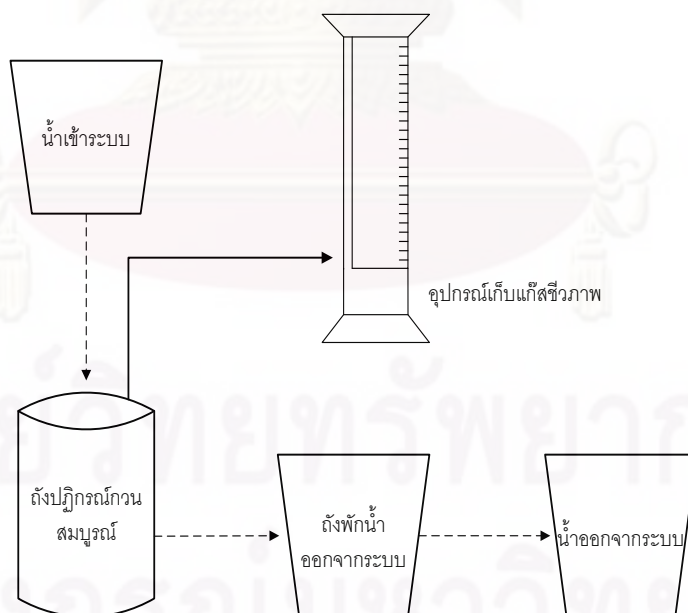 น้ำเข้าระบบ
อุปกรณ์เก็บแก๊สชีวภาพ
ถังปฏิกรณ์กวน
สมบูรณ์
ถังพักน้ำ
ออกจากระบบ
น้ำออกจากระบบ